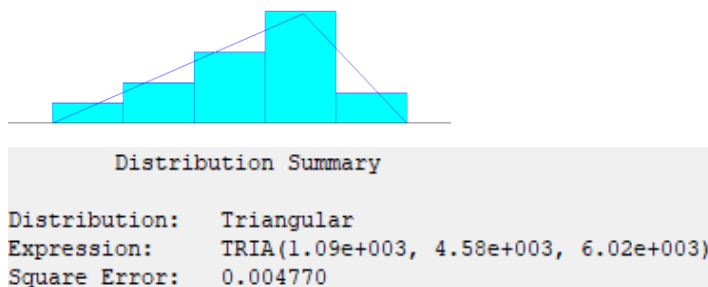 Distribution Summary
Distribution: Triangular
Expression: TRIA(1.09e+003, 4.58e+003, 6.02e+003)
Square Error: 0.004770